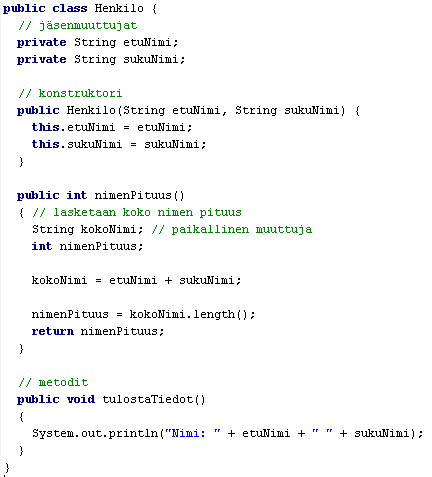 public class Henkilo {
  // jäsenmuuttujat
  private String etuNimi;
  private String sukuNimi;

  // konstruktori
  public Henkilo(String etuNimi, String sukuNimi) {
    this.etuNimi = etuNimi;
    this.sukuNimi = sukuNimi;
  }

  public int nimenPituus()
  { // lasketaan koko nimen pituus
    String kokoNimi; // paikallinen muuttuja
    int nimenPituus;

    kokoNimi = etuNimi + sukuNimi;

    nimenPituus = kokoNimi.length();
    return nimenPituus;
  }

  // metodit
  public void tulostaTiedot()
  {
    System.out.println("Nimi: " + etuNimi + " " + sukuNimi);
  }
}